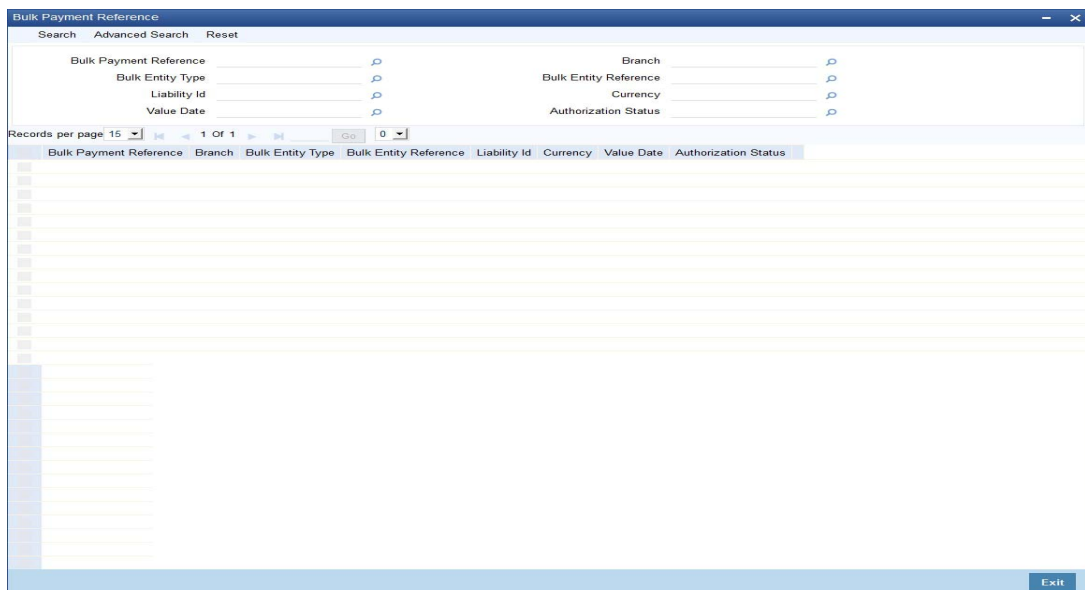 Bulk Payment Reference
Search Advanced Search Reset
Bulk Payment Reference Branch
Bulk Entity Type Bulk Entity Reference
Liability Id Currency
Value Date Authorization Status
Records per page 15 1 Of 1 Go 0
Bulk Payment Reference Branch Bulk Entity Type Bulk Entity Reference Liability Id Currency Value Date Authorization Status
Exit